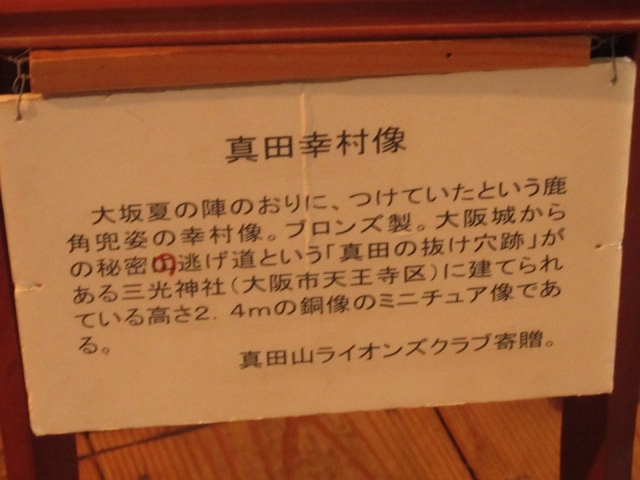 真田幸村像
大坂夏の陣のおりに、つけていたという鹿
角兜姿の幸村像。ブロンズ製。大阪城から
の秘密の逃げ道という「真田の抜け穴跡」が
ある三光神社(大阪市天王寺区)に建てられ
ている高さ2.4mの銅像のミニチュア像であ
る。
真田山ライオンズクラブ寄贈。